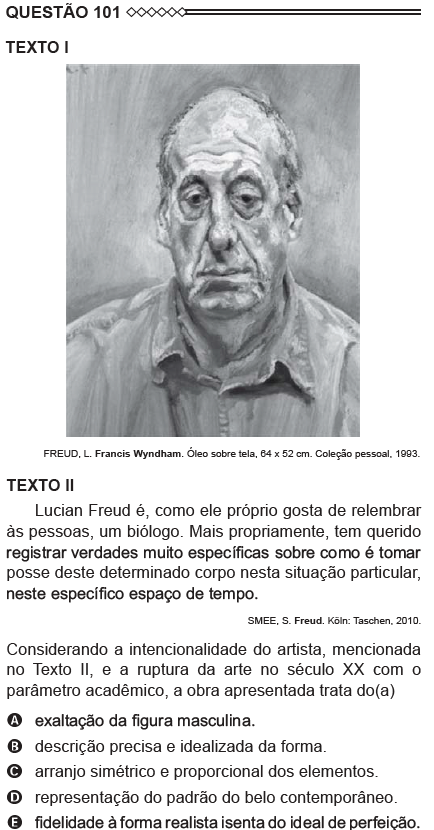 QUESTÃO 101
TEXTO I
FREUD, L. Francis Wyndham. Óleo sobre tela, 64 x 52 cm. Coleção pessoal, 1993.
TEXTO II
Lucian Freud é, como ele próprio gosta de relembrar
às pessoas, um biólogo. Mais propriamente, tem querido
registrar verdades muito específicas sobre como é tomar
posse deste determinado corpo nesta situação particular,
neste específico espaço de tempo.
SMEE, S. Freud. Köln: Taschen, 2010.
Considerando a intencionalidade do artista, mencionada
no Texto II, e a ruptura da arte no século XX com o
parâmetro acadêmico, a obra apresentada trata do(a)
A exaltação da figura masculina.
B descrição precisa e idealizada da forma.
C arranjo simétrico e proporcional dos elementos.
D representação do padrão do belo contemporâneo.
E fidelidade à forma realista isenta do ideal de perfeição.